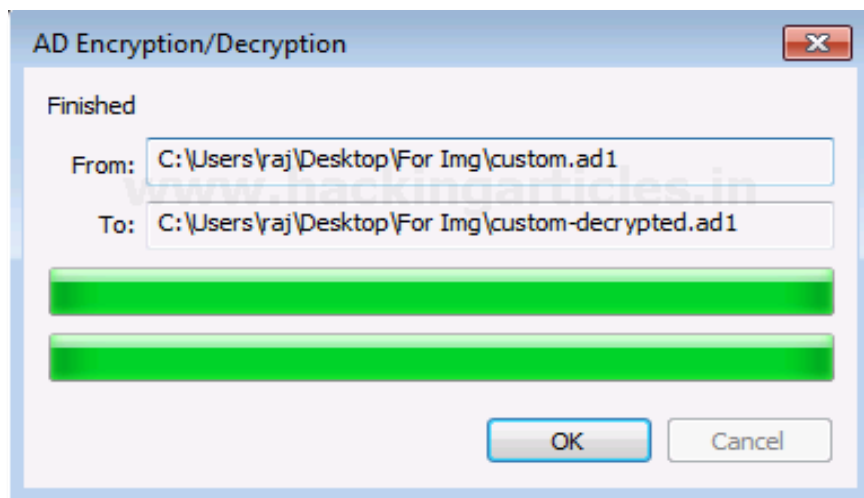 AD Encryption/Decryption
Finished
From: C:\Users\raj\Desktop\For Img\custom.ad1
www.hackingarticles.in
To: C:\Users\raj\Desktop\For Img\custom-decrypted.ad1
OK Cancel